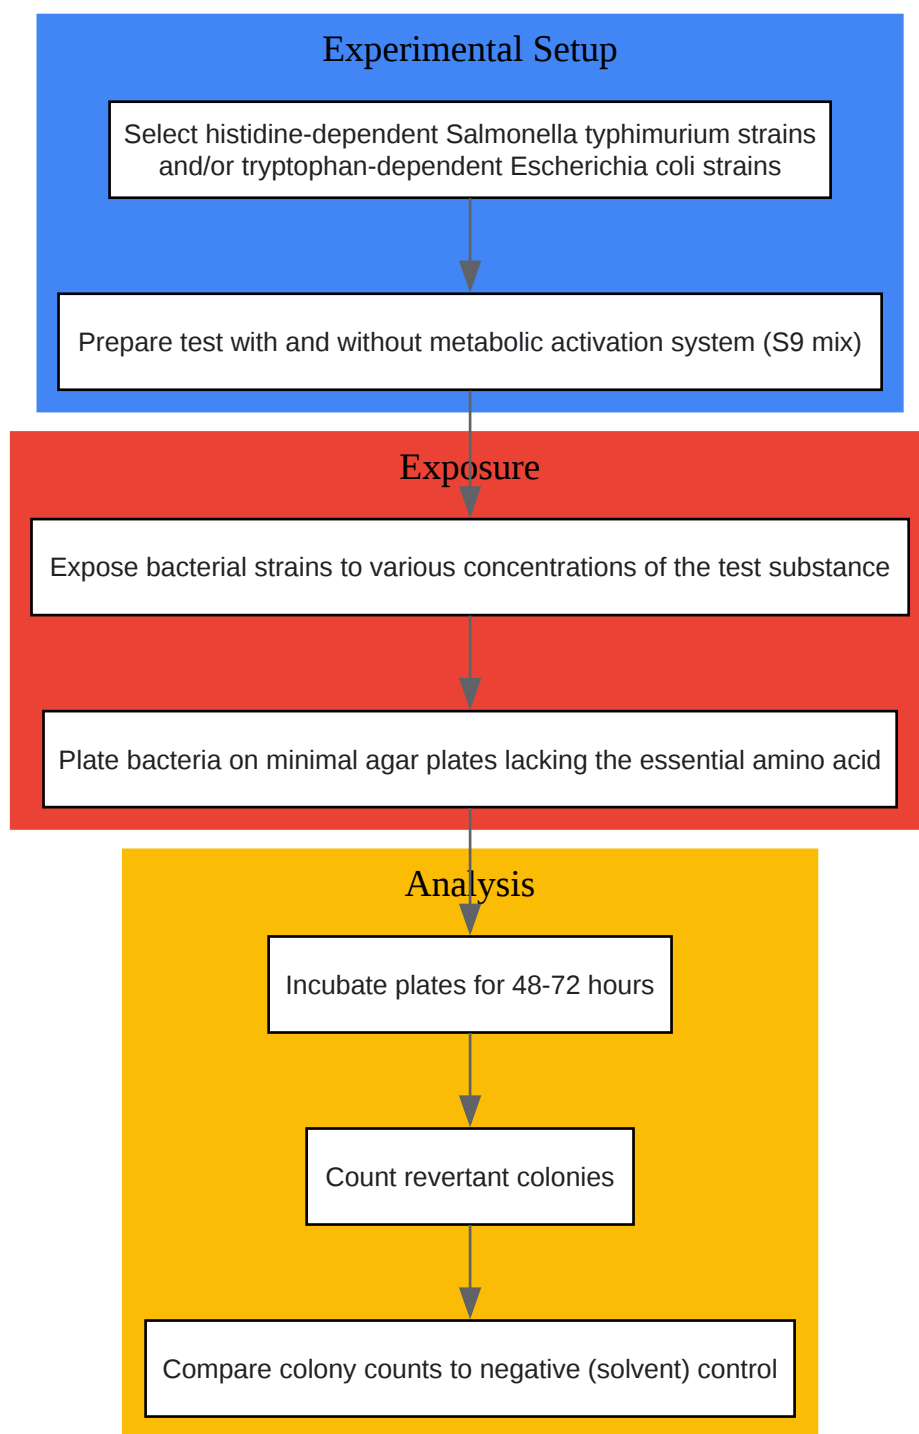 Experimental Setup
Select histidine-dependent Salmonella typhimurium strains
and/or tryptophan-dependent Escherichia coli strains
Prepare test with and without metabolic activation system (S9 mix)
Exposure
Expose bacterial strains to various concentrations of the test substance
Plate bacteria on minimal agar plates lacking the essential amino acid
Analysis
Incubate plates for 48-72 hours
Count revertant colonies
Compare colony counts to negative (solvent) control